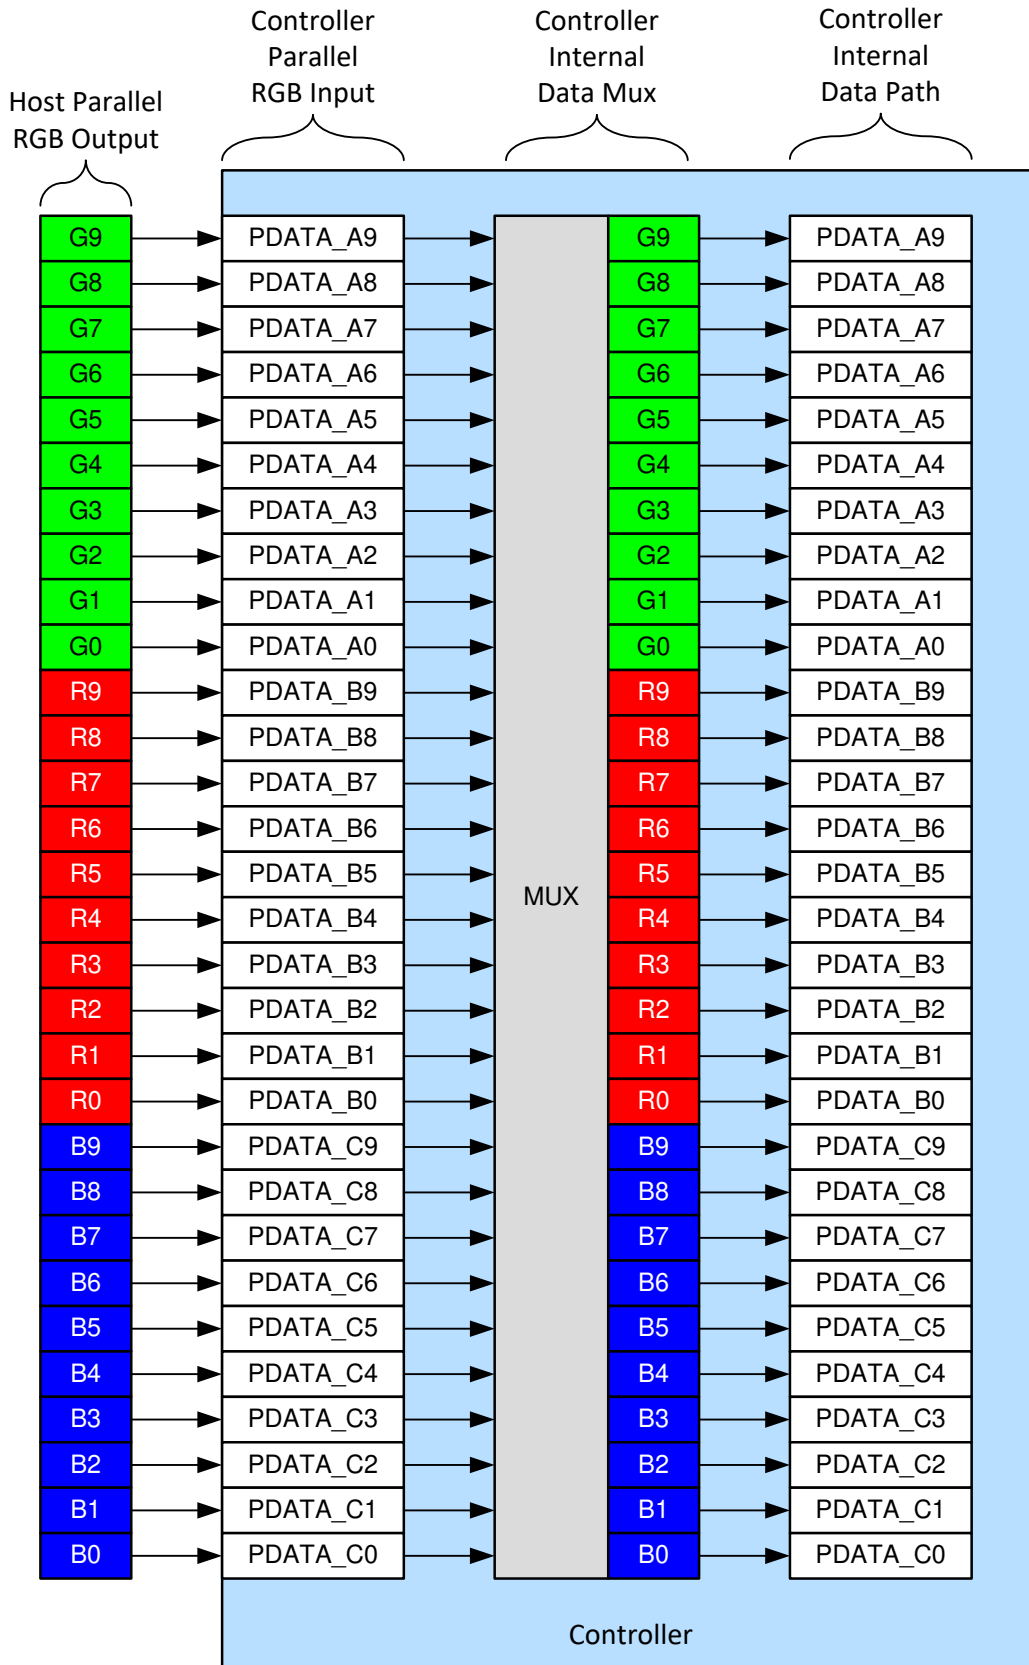 Host Parallel
RGB Output
Controller
Parallel
RGB Input
Controller
Internal
Data Mux
Controller
Internal
Data Path
G9 PDATA_A9 G9 PDATA_A9
G8 PDATA_A8 G8 PDATA_A8
G7 PDATA_A7 G7 PDATA_A7
G6 PDATA_A6 G6 PDATA_A6
G5 PDATA_A5 G5 PDATA_A5
G4 PDATA_A4 G4 PDATA_A4
G3 PDATA_A3 G3 PDATA_A3
G2 PDATA_A2 G2 PDATA_A2
G1 PDATA_A1 G1 PDATA_A1
G0 PDATA_A0 G0 PDATA_A0
R9 PDATA_B9 R9 PDATA_B9
R8 PDATA_B8 R8 PDATA_B8
R7 PDATA_B7 R7 PDATA_B7
R6 PDATA_B6 R6 PDATA_B6
R5 PDATA_B5 R5 PDATA_B5
MUX
R4 PDATA_B4 R4 PDATA_B4
R3 PDATA_B3 R3 PDATA_B3
R2 PDATA_B2 R2 PDATA_B2
R1 PDATA_B1 R1 PDATA_B1
R0 PDATA_B0 R0 PDATA_B0
B9 PDATA_C9 B9 PDATA_C9
B8 PDATA_C8 B8 PDATA_C8
B7 PDATA_C7 B7 PDATA_C7
B6 PDATA_C6 B6 PDATA_C6
B5 PDATA_C5 B5 PDATA_C5
B4 PDATA_C4 B4 PDATA_C4
B3 PDATA_C3 B3 PDATA_C3
B2 PDATA_C2 B2 PDATA_C2
B1 PDATA_C1 B1 PDATA_C1
B0 PDATA_C0 B0 PDATA_C0
Controller